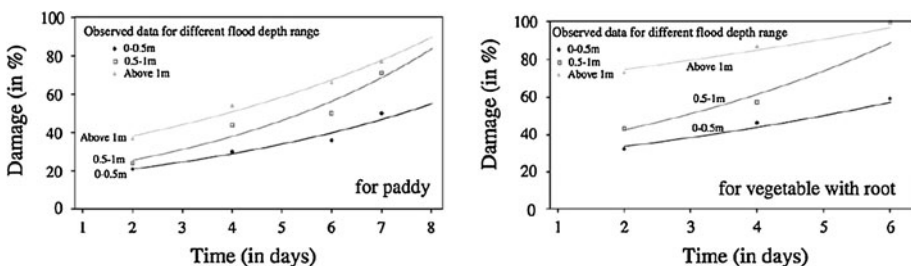 100
80
60
40
20
0
Damage (in %)
Observed data for different flood depth range
0-0.5m
0.5-1m
Above 1m
Above 1m
0.5-1m
0-0.5m
for paddy
1 2 3 4 5 6 7 8
Time (in days)
100
80
60
40
20
0
Damage (in %)
Observed data for different flood depth range
0-0.5m
0.5-1m
Above 1m
Above 1m
0.5-1m
0-0.5m
for vegetable with root
1 2 3 4 5 6
Time (in days)